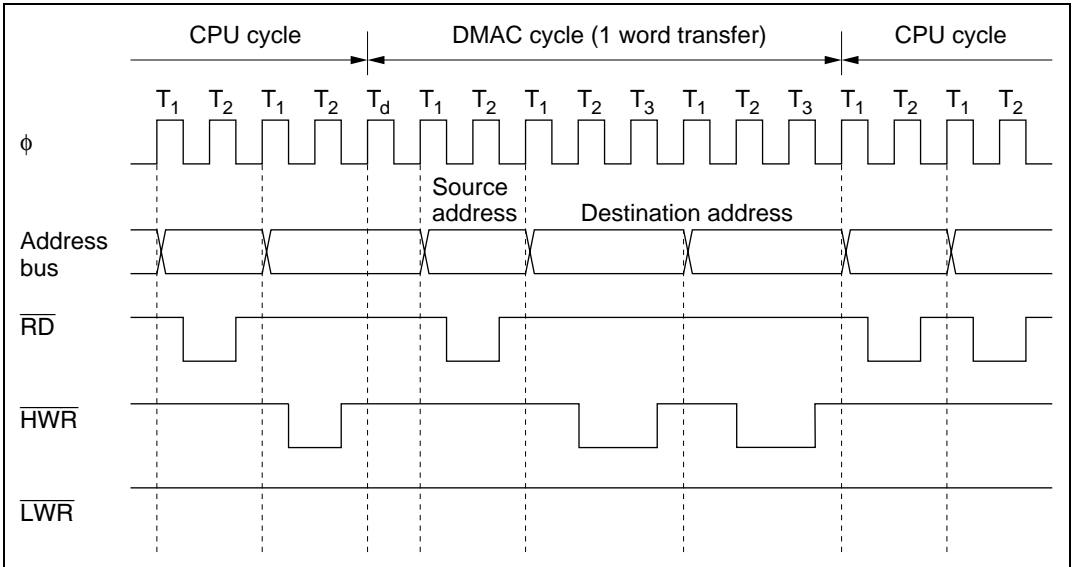 CPU cycle DMAC cycle (1 word transfer) CPU cycle
T1 T2 T1 T2 Td T1 T2 T1 T2 T3 T1 T2 T3 T1 T2 T1 T2
ϕ
Source
address Destination address
Address
bus
RD
HWR
LWR